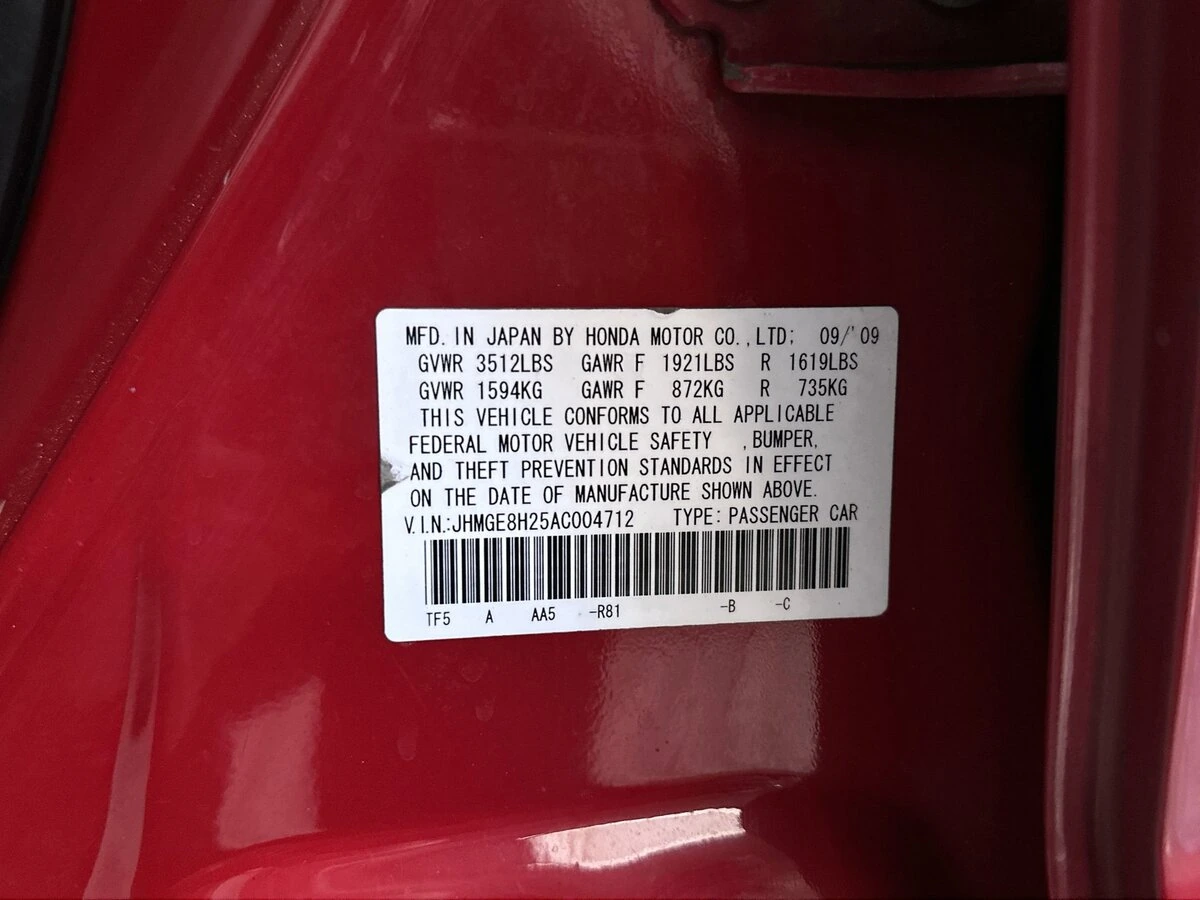 MFD. IN JAPAN BY HONDA MOTOR CO.,LTD; 09/'09
GVWR 3512LBS GAWR F 1921LBS R 1619LBS
GVWR 1594KG GAWR F 872KG R 735KG
THIS VEHICLE CONFORMS TO ALL APPLICABLE
FEDERAL MOTOR VEHICLE SAFETY ,BUMPER,
AND THEFT PREVENTION STANDARDS IN EFFECT
ON THE DATE OF MANUFACTURE SHOWN ABOVE.
V.I.N.:JHMGE8H25AC004712 TYPE: PASSENGER CAR
TF5 A AA5 -R81 -B -C